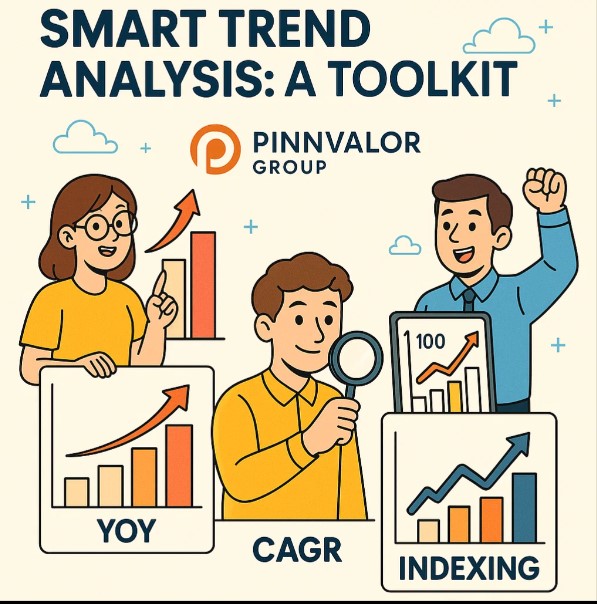 SMART TREND
ANALYSIS: A TOOLKIT
PINNVALOR
GROUP
100
YOY
CAGR
INDEXING